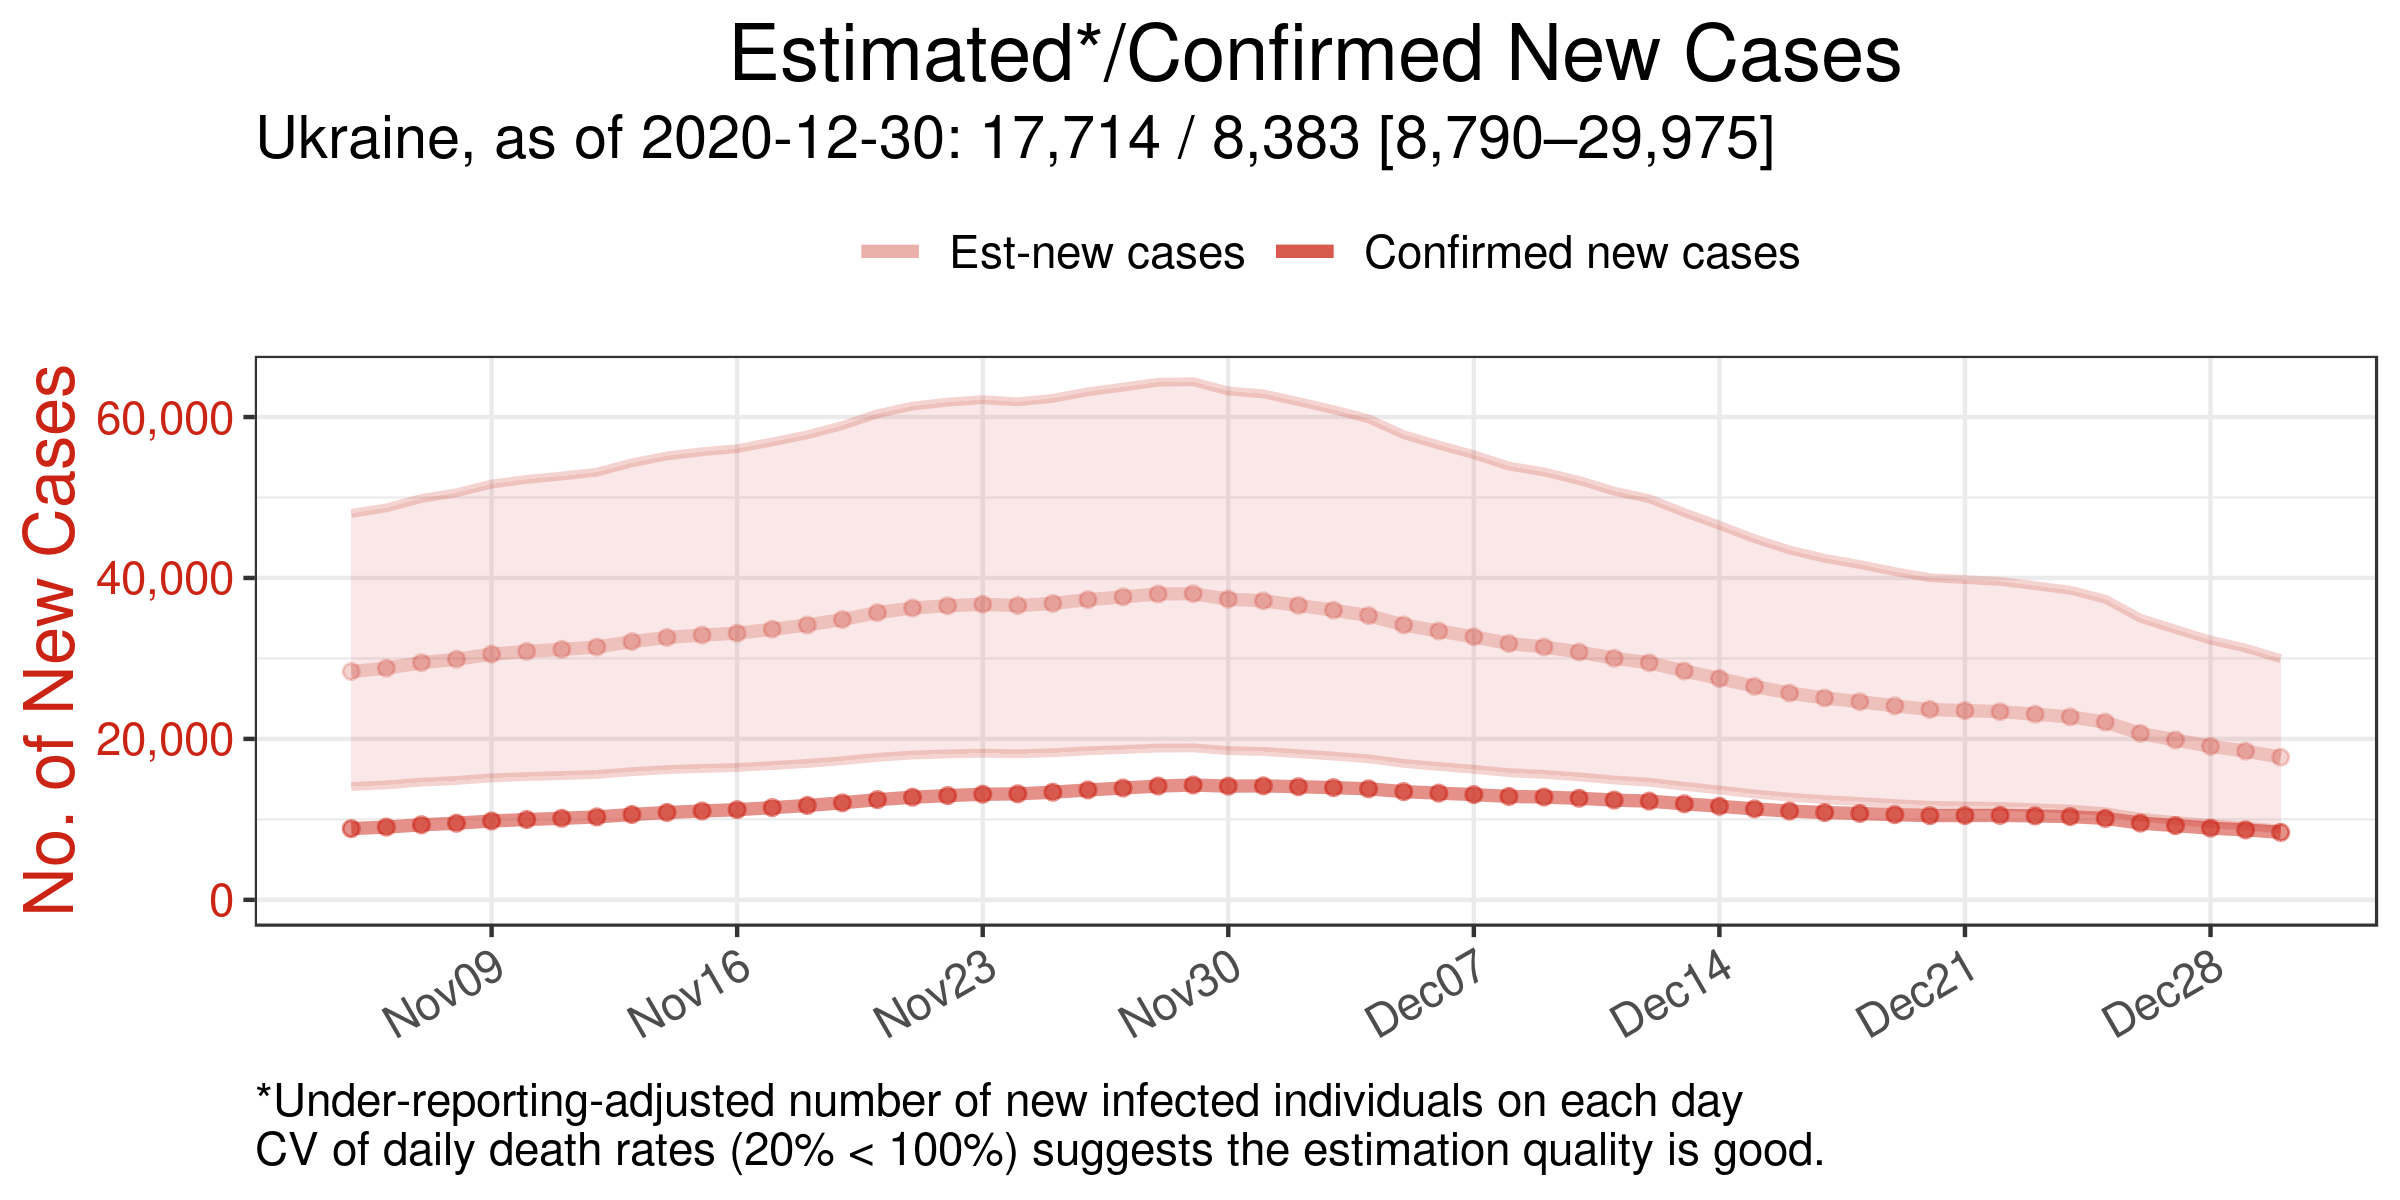 Estimated*/Confirmed New Cases
Ukraine, as of 2020-12-30: 17,714 / 8,383 [8,790–29,975]
Est-new cases
Confirmed new cases
No. of New Cases
60,000
40,000
20,000
0
Nov09
Nov16
Nov23
Nov30
Dec07
Dec14
Dec21
Dec28
*Under-reporting-adjusted number of new infected individuals on each day
CV of daily death rates (20% < 100%) suggests the estimation quality is good.